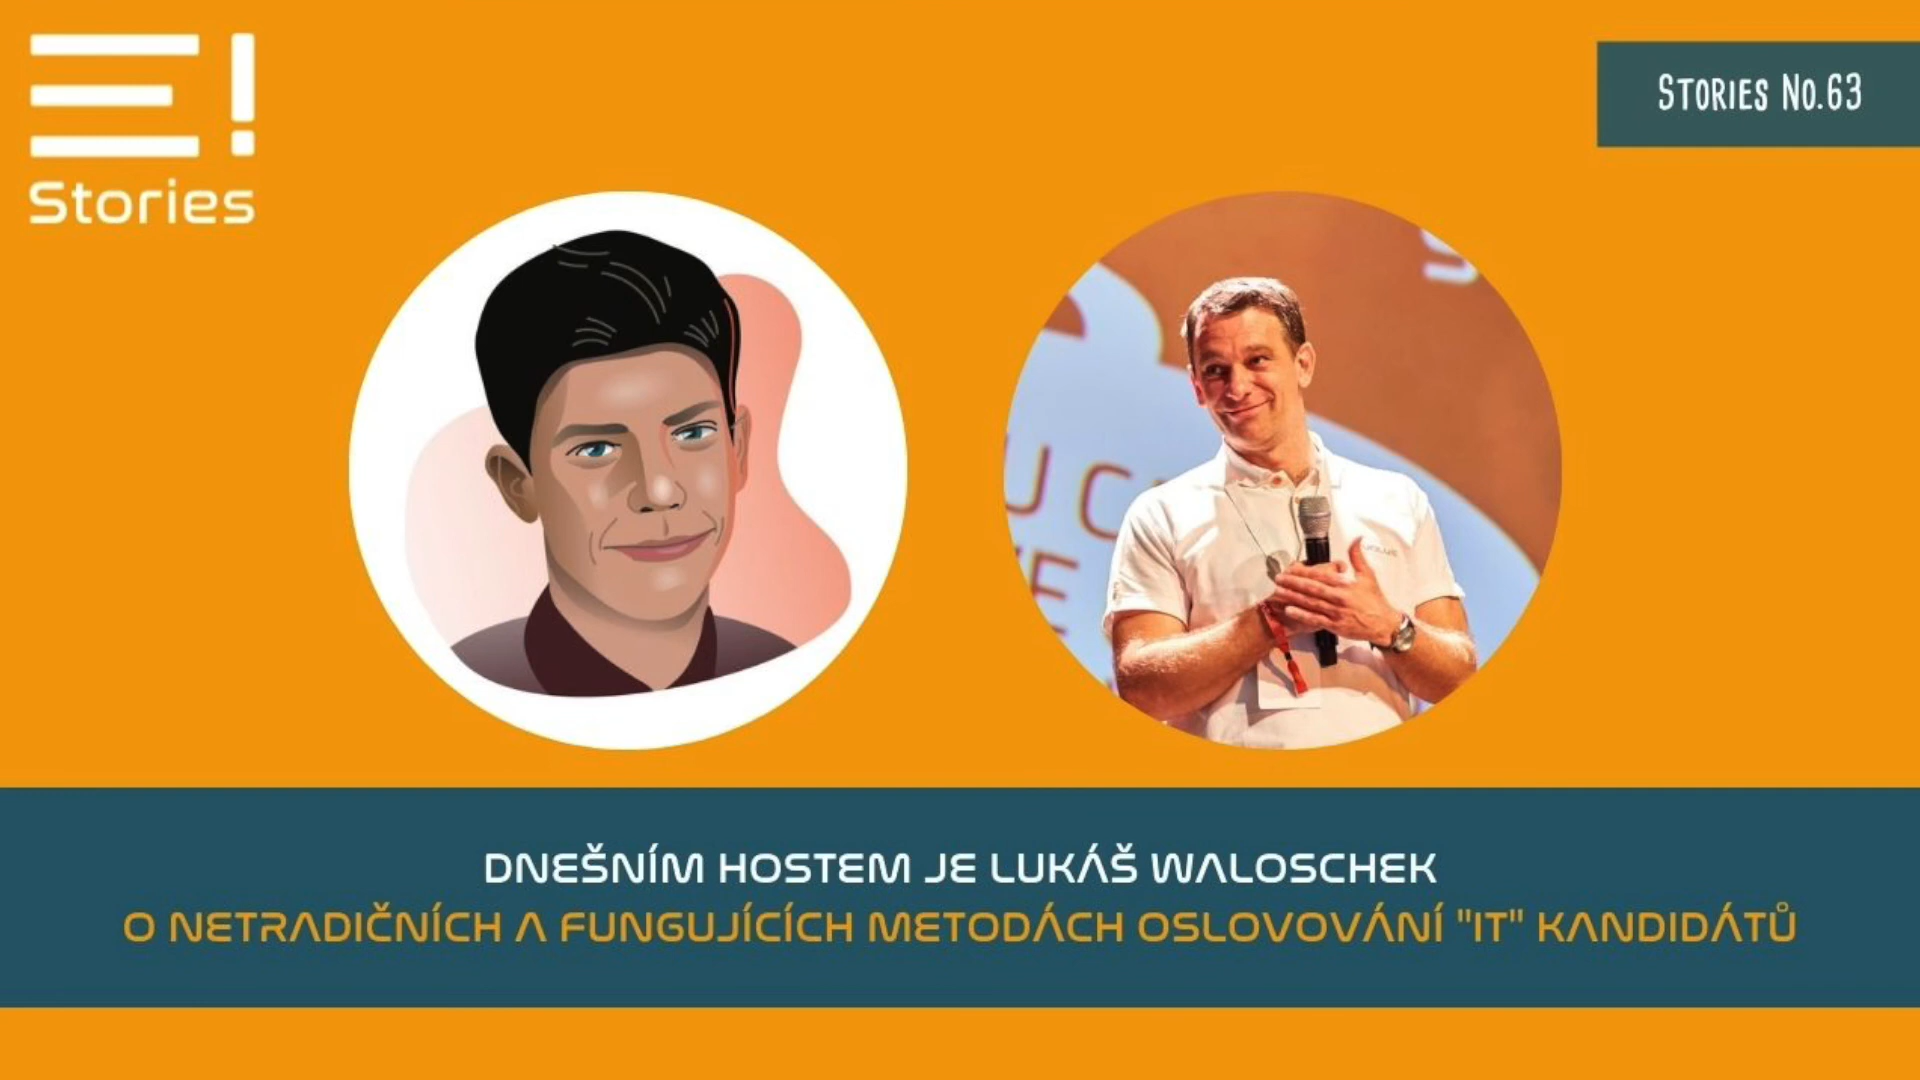 Stories
STORIES NO.63
DNEŠNÍM HOSTEM JE LUKÁŠ WALOSCHEK
O NETRADIČNÍCH A FUNGUJÍCÍCH METODÁCH OSLOVOVÁNÍ "IT" KANDIDÁTŮ